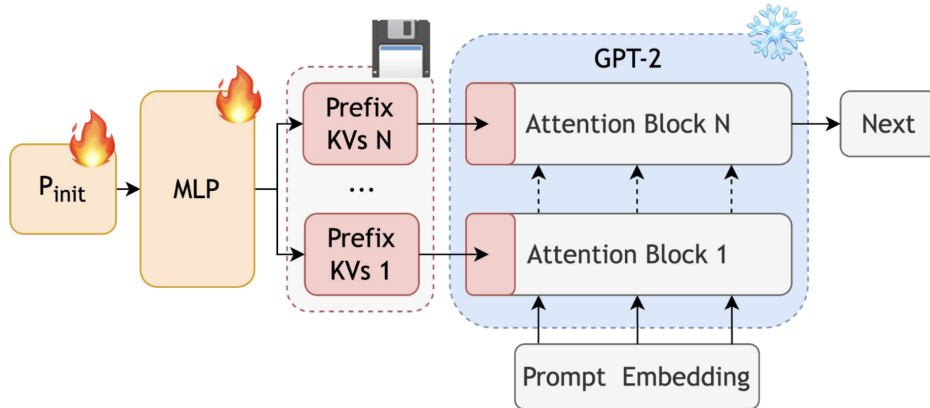 GPT-2
P_init
MLP
Prefix
KVs N
...
Prefix
KVs 1
Attention Block N
Attention Block 1
Next
Prompt Embedding